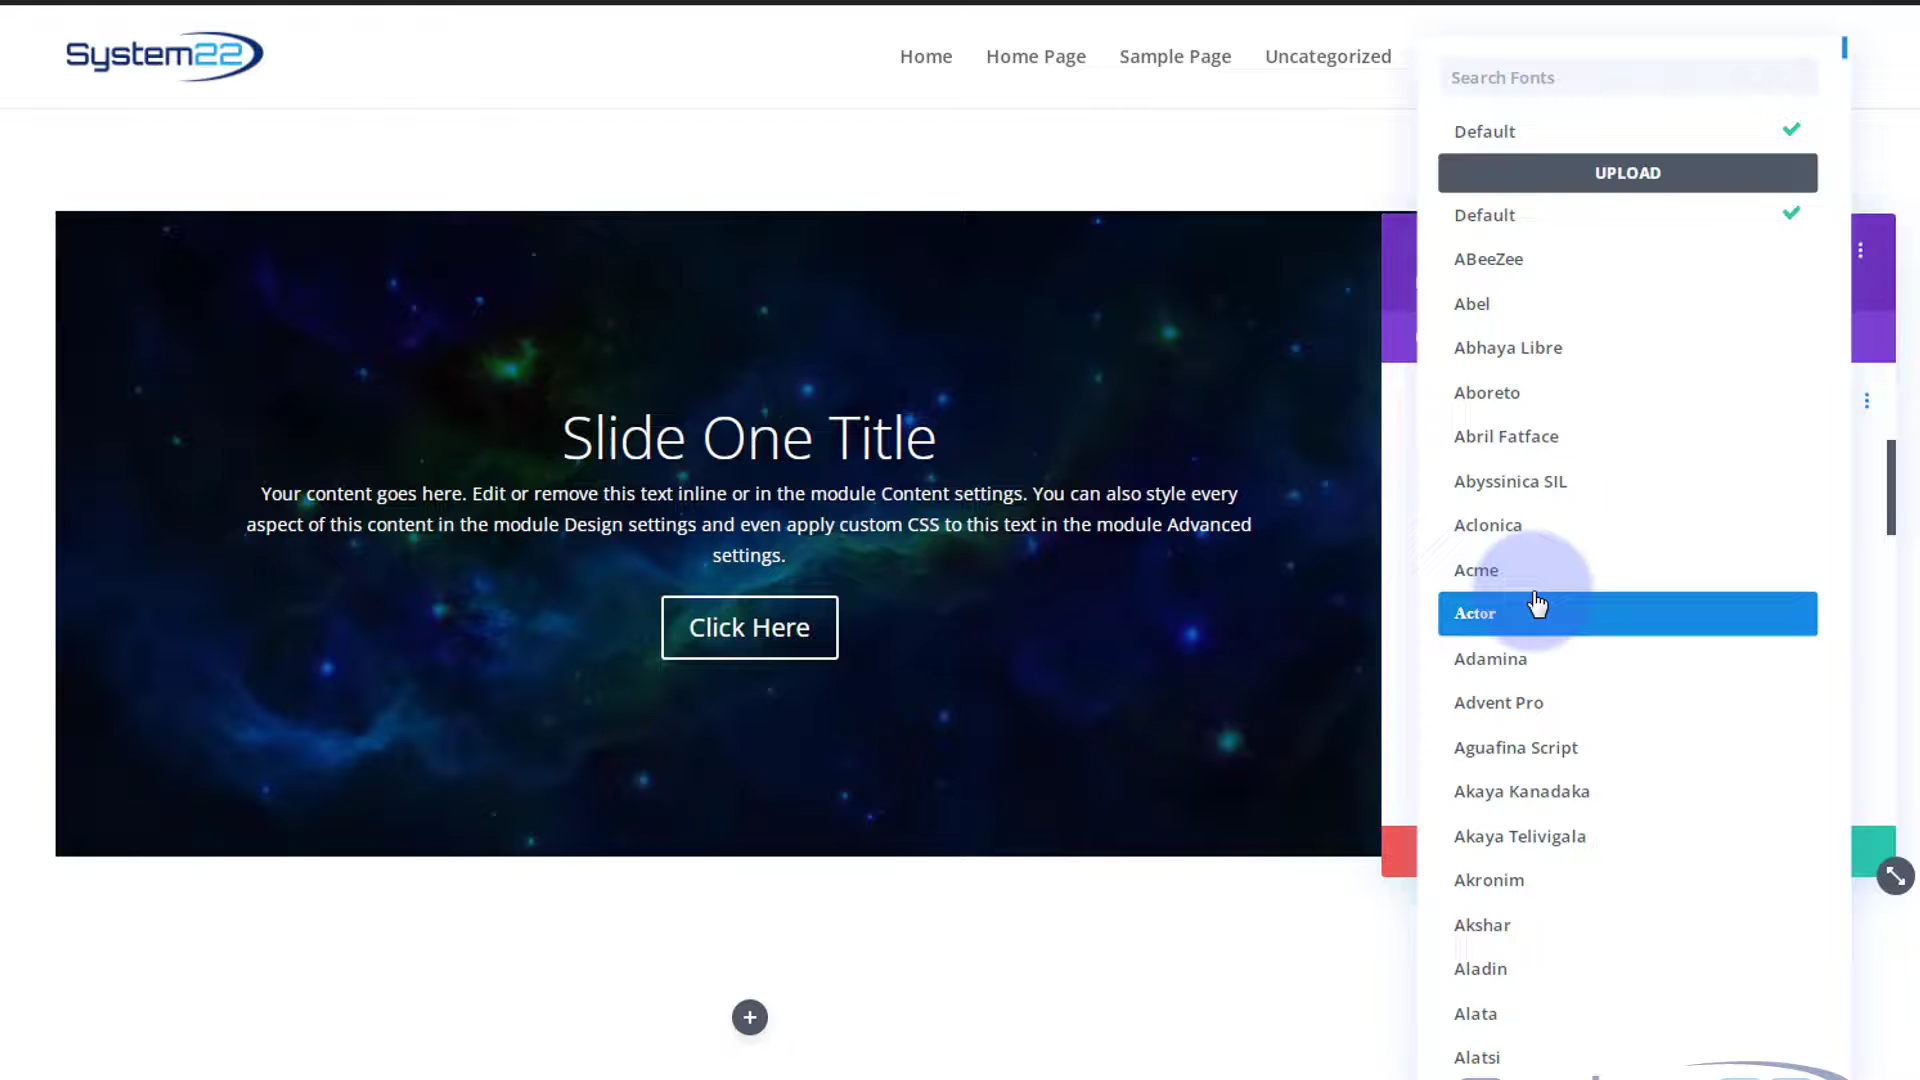 System22
Home
Home Page
Sample Page
Uncategorized
Search Fonts
Default
UPLOAD
Default
ABeeZee
Abel
Abhaya Libre
Aboreto
Abril Fatface
Abyssinica SIL
Aclonica
Acme
Actor
Adamina
Advent Pro
Aguafina Script
Akaya Kanadaka
Akaya Telivigala
Akronim
Akshar
Aladin
Alata
Alatsi
Slide One Title
Your content goes here. Edit or remove this text inline or in the module Content settings. You can also style every
aspect of this content in the module Design settings and even apply custom CSS to this text in the module Advanced
settings.
Click Here